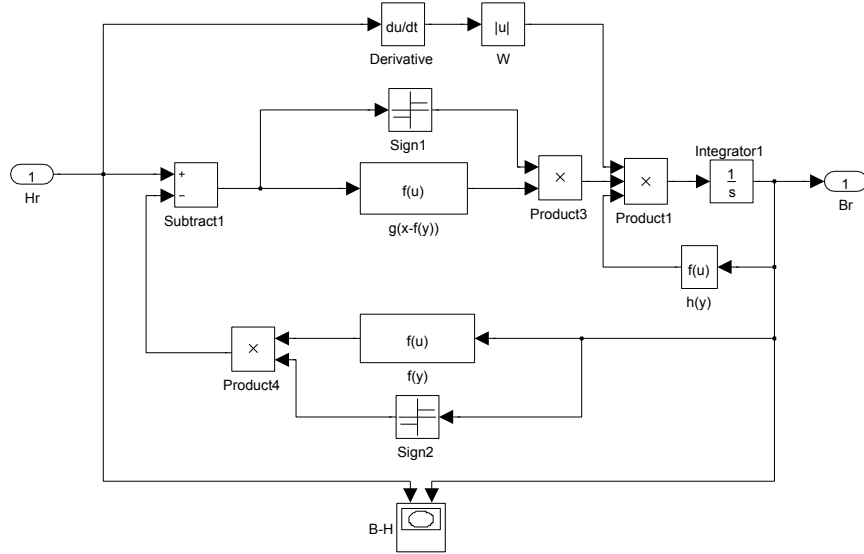 du/dt
|u|
Derivative
W
Sign1
Integrator1
1
Hr
+
−
Subtract1
f(u)
g(x-f(y))
×
Product3
×
Product1
1
s
1
Br
f(u)
h(y)
×
Product4
f(u)
f(y)
Sign2
B-H